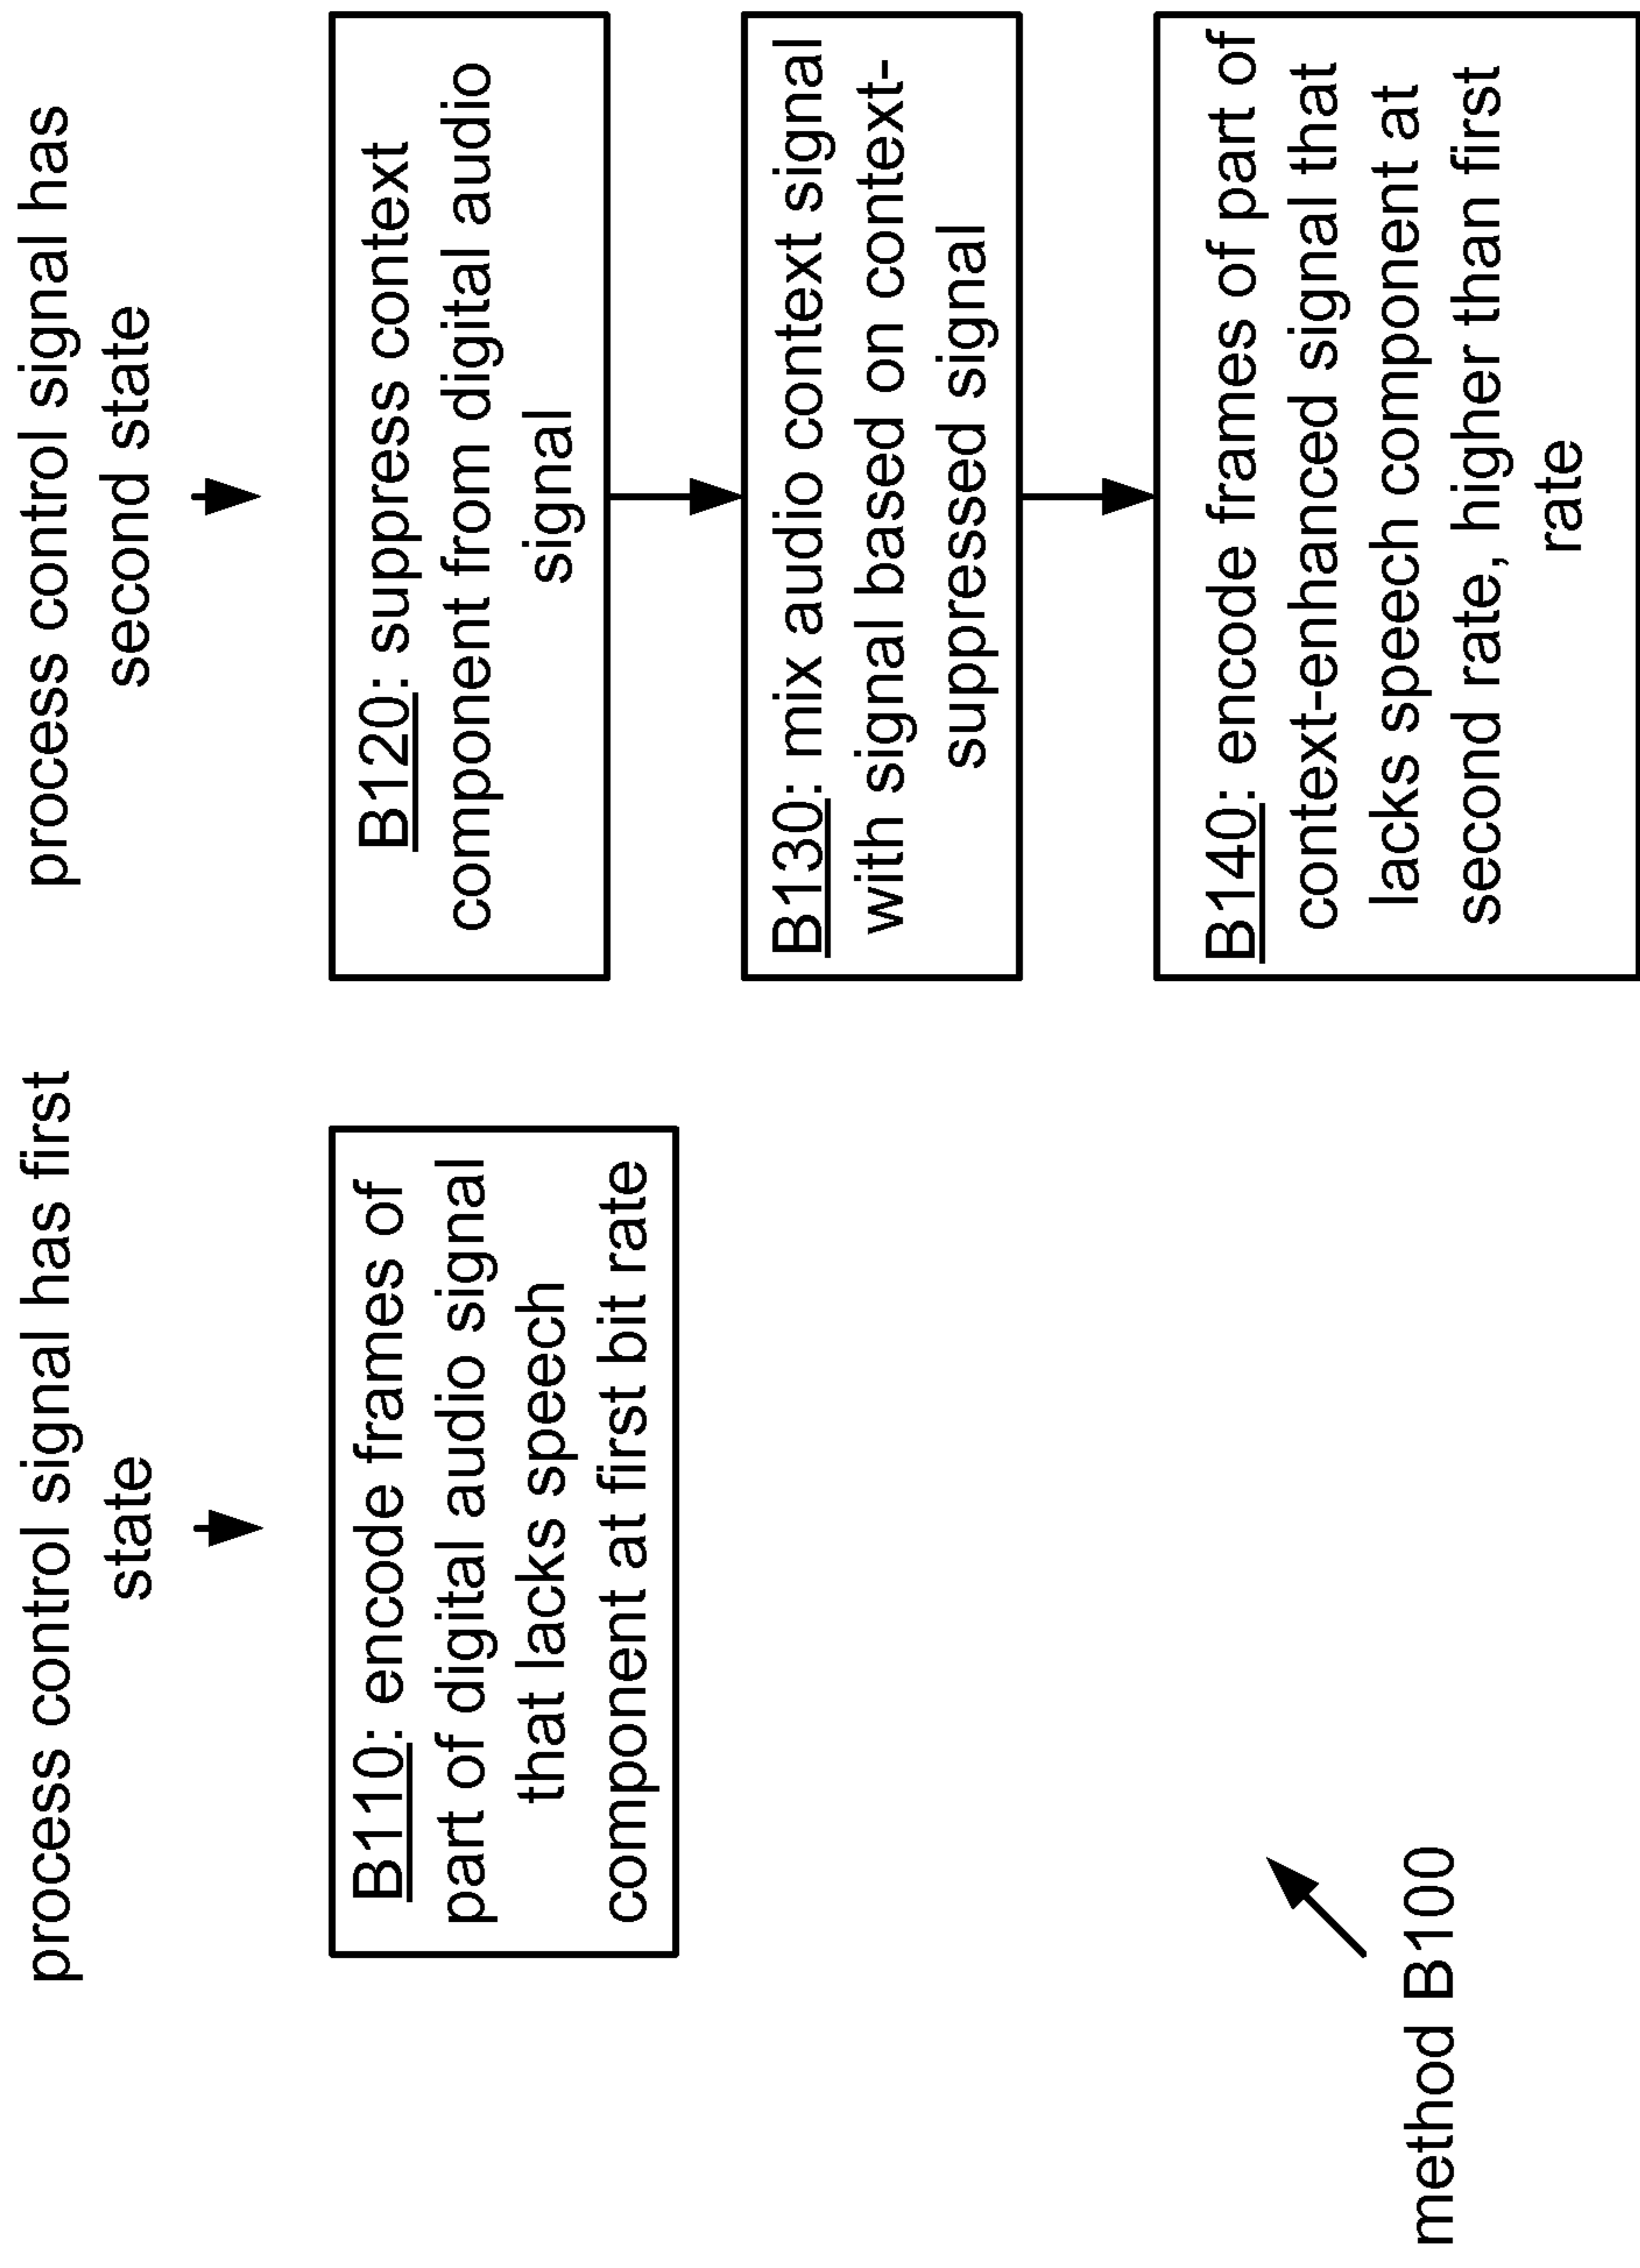 process control signal has first
state
B110: encode frames of
part of digital audio signal
that lacks speech
component at first bit rate
process control signal has
second state
B120: suppress context
component from digital audio
signal
B130: mix audio context signal
with signal based on context-
suppressed signal
B140: encode frames of part of
context-enhanced signal that
lacks speech component at
second rate, higher than first
rate
method B100